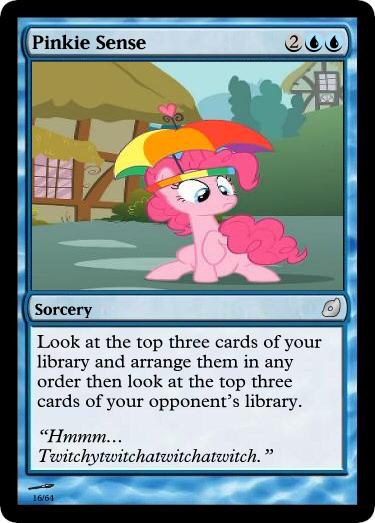 Pinkie Sense 2
Sorcery
Look at the top three cards of your
library and arrange them in any
order then look at the top three
cards of your opponent’s library.
“Hmmm…
Twitchytwitchatwitchatwitch.”
16/64